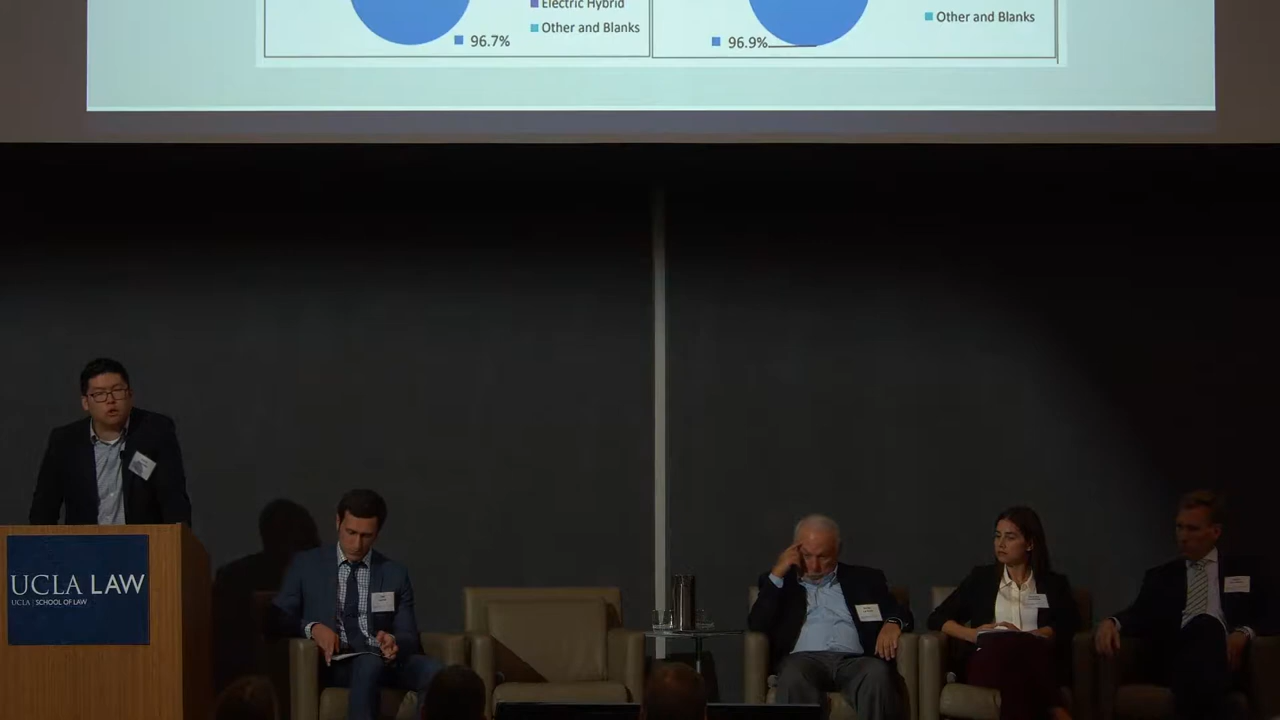 Electric Hybrid
Other and Blanks
96.7%
Other and Blanks
96.9%
UCLA LAW
UCLA | SCHOOL OF LAW